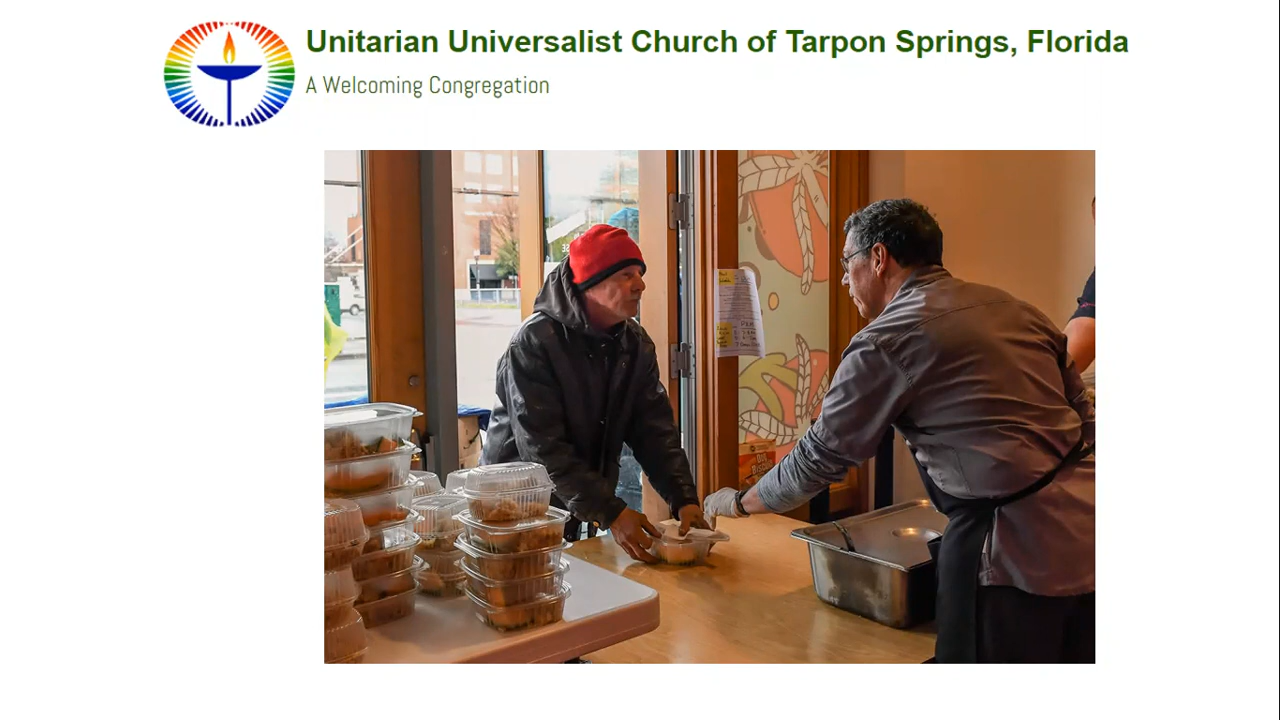 Unitarian Universalist Church of Tarpon Springs, Florida
A Welcoming Congregation